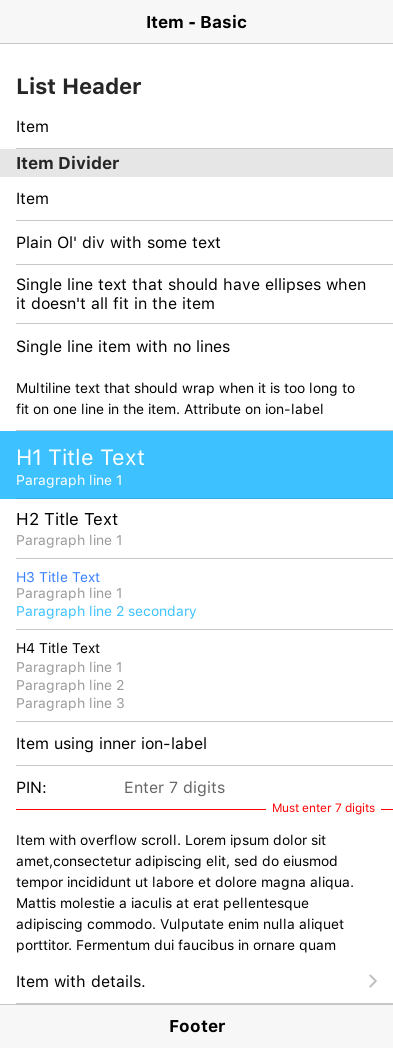 Item - Basic
List Header
Item
Item Divider
Item
Plain Ol' div with some text
Single line text that should have ellipses when
it doesn't all fit in the item
Single line item with no lines
Multiline text that should wrap when it is too long to
fit on one line in the item. Attribute on ion-label
H1 Title Text
Paragraph line 1
H2 Title Text
Paragraph line 1
H3 Title Text
Paragraph line 1
Paragraph line 2 secondary
H4 Title Text
Paragraph line 1
Paragraph line 2
Paragraph line 3
Item using inner ion-label
PIN: Enter 7 digits
Must enter 7 digits
Item with overflow scroll. Lorem ipsum dolor sit
amet,consectetur adipiscing elit, sed do eiusmod
tempor incididunt ut labore et dolore magna aliqua.
Mattis molestie a iaculis at erat pellentesque
adipiscing commodo. Vulputate enim nulla aliquet
porttitor. Fermentum dui faucibus in ornare quam
Item with details.
Footer